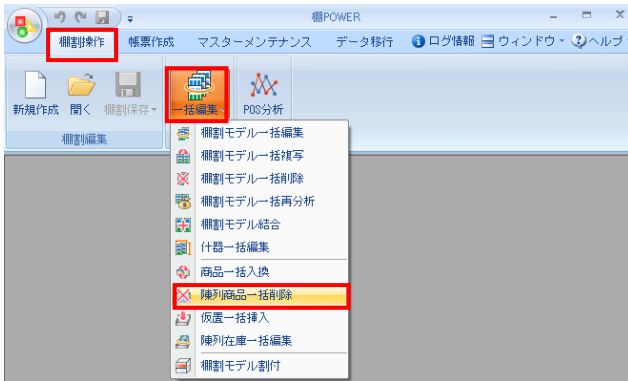 棚POWER
棚割操作 帳票作成 マスターメンテナンス データ移行 ログ情報 ウィンドウ ヘルプ
新規作成 開く 棚割保存 一括編集 POS分析
棚割編集
棚割モデル一括編集
棚割モデル一括複写
棚割モデル一括削除
棚割モデル一括再分析
棚割モデル結合
什器一括編集
商品一括入換
陳列商品一括削除
仮置一括挿入
陳列在庫一括編集
棚割モデル割付